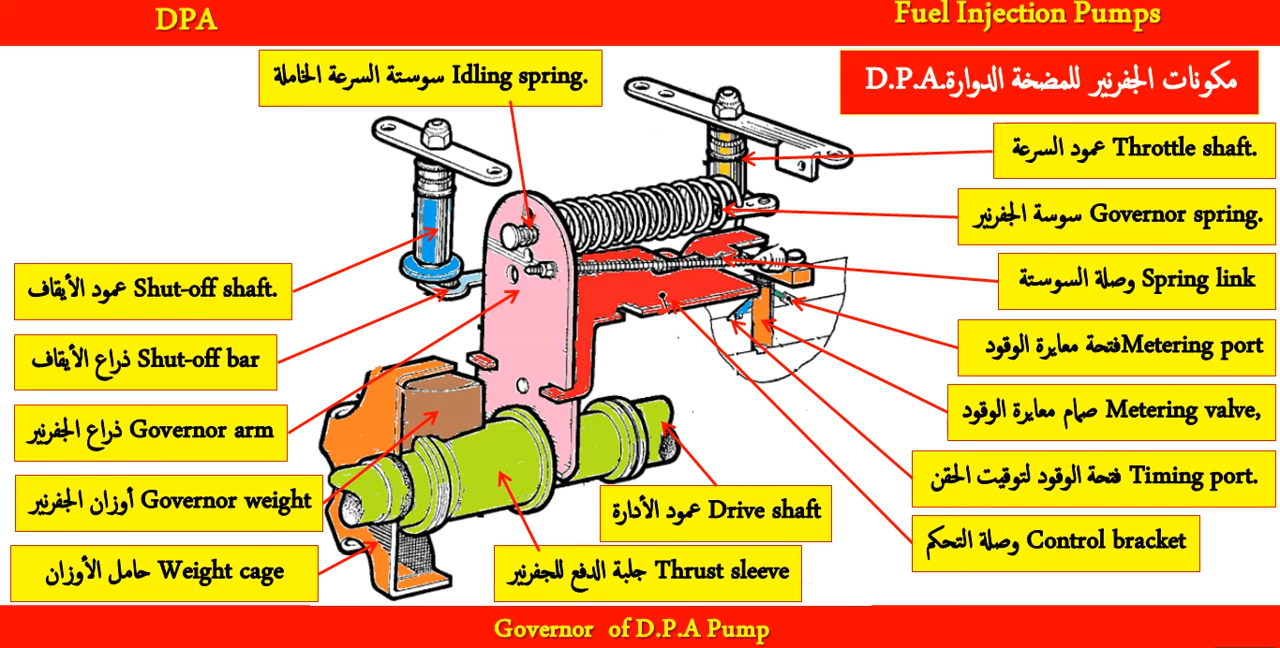 DPA
Fuel Injection Pumps
مكونات الجفرنير للمضخة الدوارة.D.P.A
سوستة السرعة الخاملة Idling spring.
عمود السرعة Throttle shaft.
سوسة الجفرنير Governor spring.
وصلة السوستة Spring link
فتحة معايرة الوقود Metering port
صمام معايرة الوقود Metering valve,
فتحة الوقود لتوقيت الحقن Timing port.
وصلة التحكم Control bracket
عمود الأيقاف Shut-off shaft.
ذراع الأيقاف Shut-off bar
ذراع الجفرنير Governor arm
أوزان الجفرنير Governor weight
حامل الأوزان Weight cage
عمود الأدارة Drive shaft
جلبة الدفع للجفرنير Thrust sleeve
Governor of D.P.A Pump